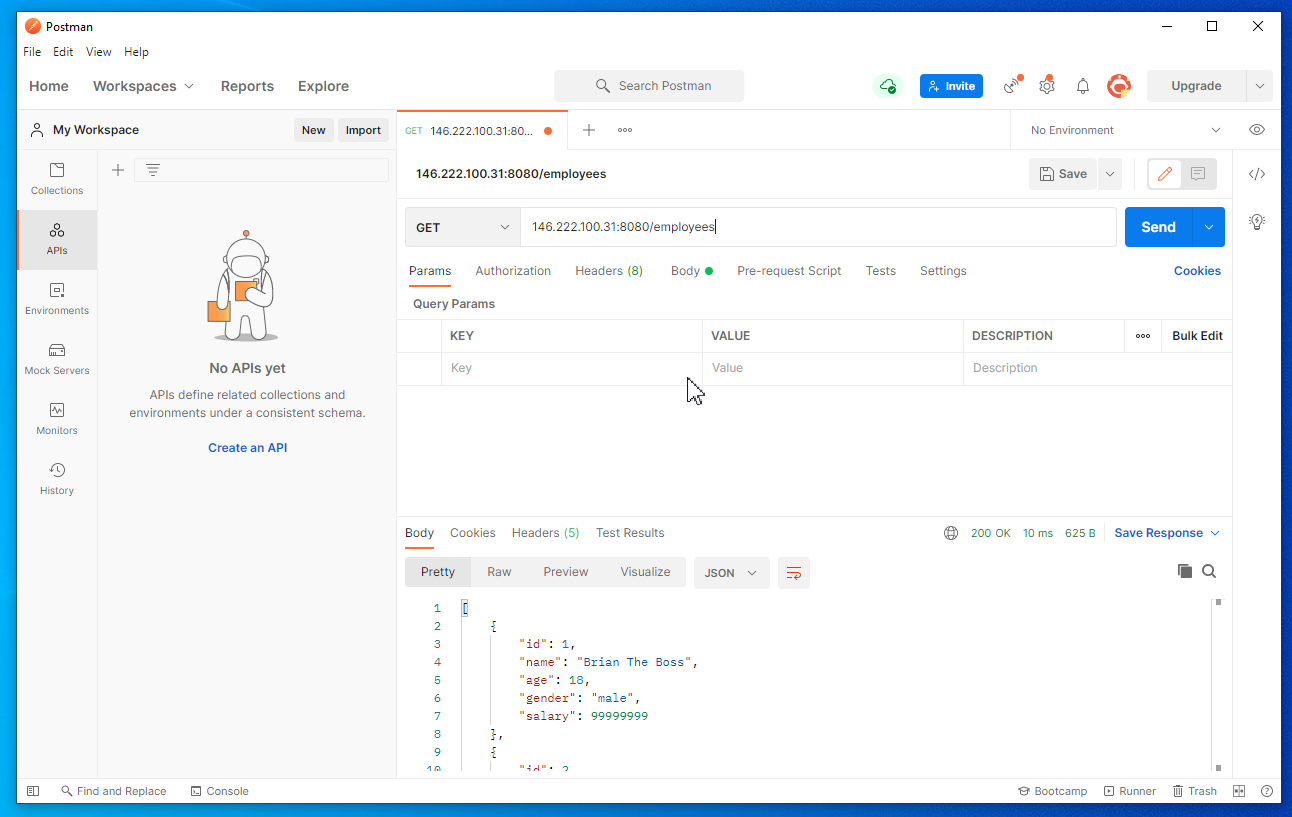 Postman
File Edit View Help
Home Workspaces Reports Explore Search Postman Invite Upgrade
My Workspace New Import GET 146.222.100.31:80... No Environment
146.222.100.31:8080/employees Save
Collections
APIs
Environments
Mock Servers
Monitors
History
No APIs yet
APIs define related collections and
environments under a consistent schema.
Create an API
GET 146.222.100.31:8080/employees Send
Params Authorization Headers (8) Body Pre-request Script Tests Settings Cookies
Query Params
KEY VALUE DESCRIPTION Bulk Edit
Key Value Description
Body Cookies Headers (5) Test Results 200 OK 10 ms 625 B Save Response
Pretty Raw Preview Visualize JSON
1 [
2 {
3 "id": 1,
4 "name": "Brian The Boss",
5 "age": 18,
6 "gender": "male",
7 "salary": 99999999
8 },
9 {
10 "id": 2
Find and Replace Console Bootcamp Runner Trash